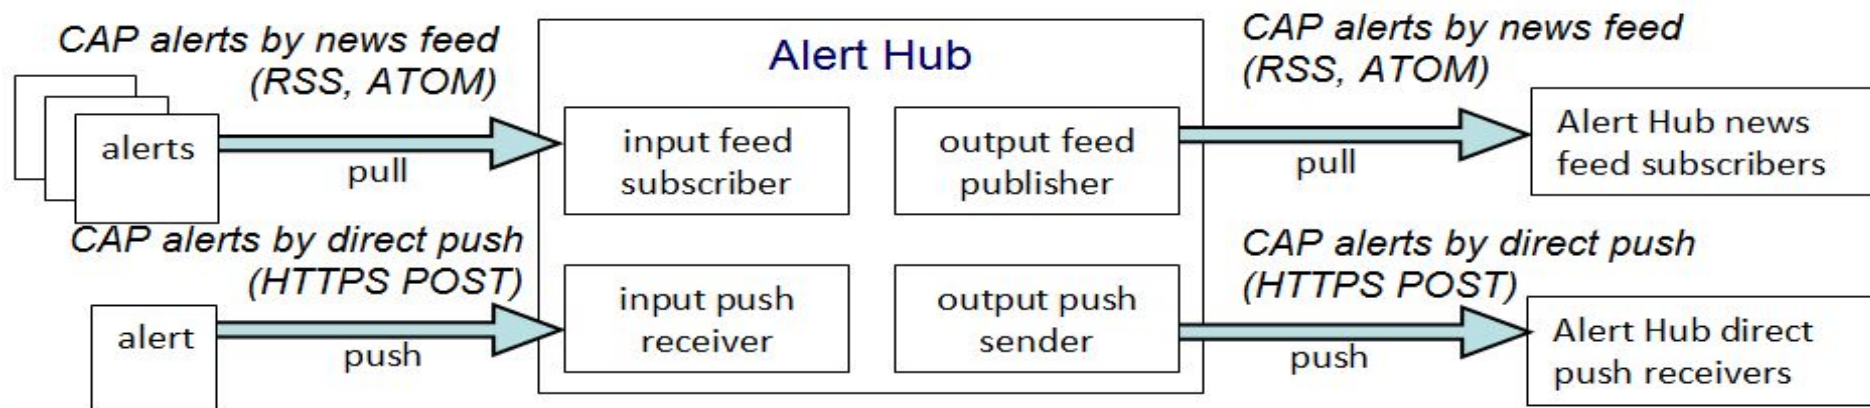 CAP alerts by news feed
(RSS, ATOM)
alerts
pull
CAP alerts by direct push
(HTTPS POST)
alert
push
Alert Hub
input feed
subscriber
output feed
publisher
input push
receiver
output push
sender
CAP alerts by news feed
(RSS, ATOM)
pull
Alert Hub news
feed subscribers
CAP alerts by direct push
(HTTPS POST)
push
Alert Hub direct
push receivers